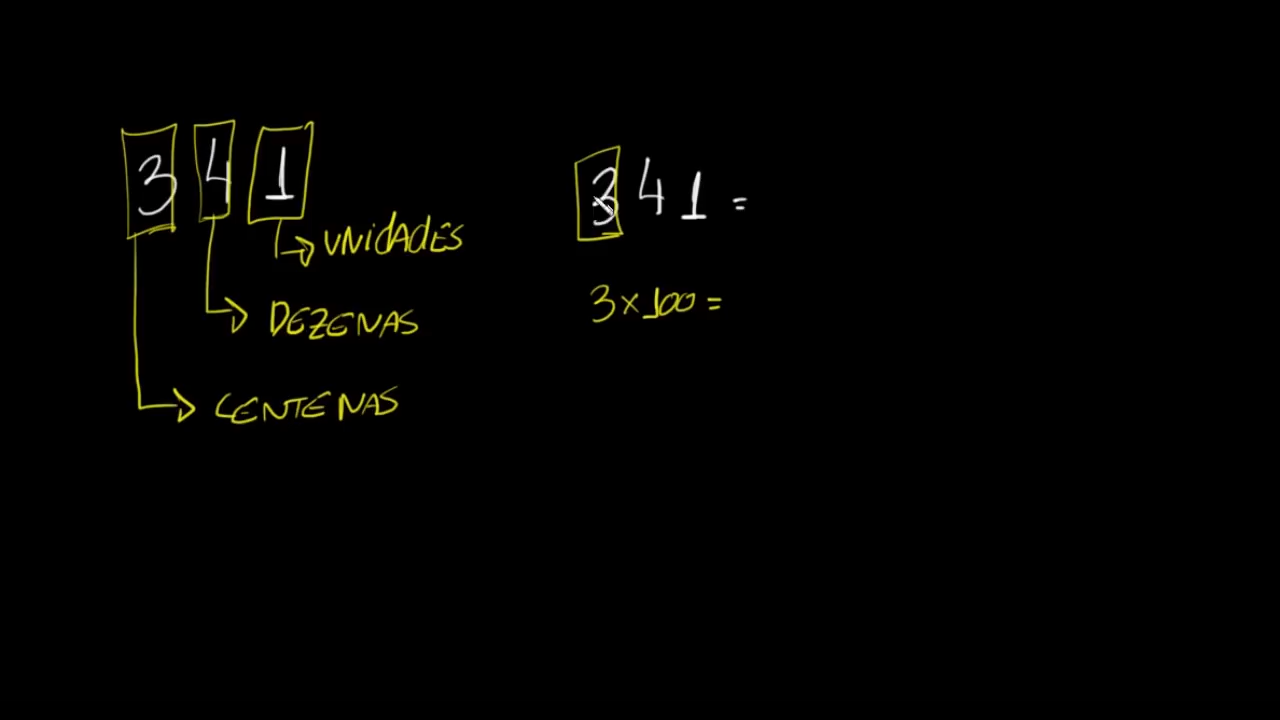 3 4 1
UNIDADES
DEZENAS
CENTENAS
3 4 1 =
3 x 100 =